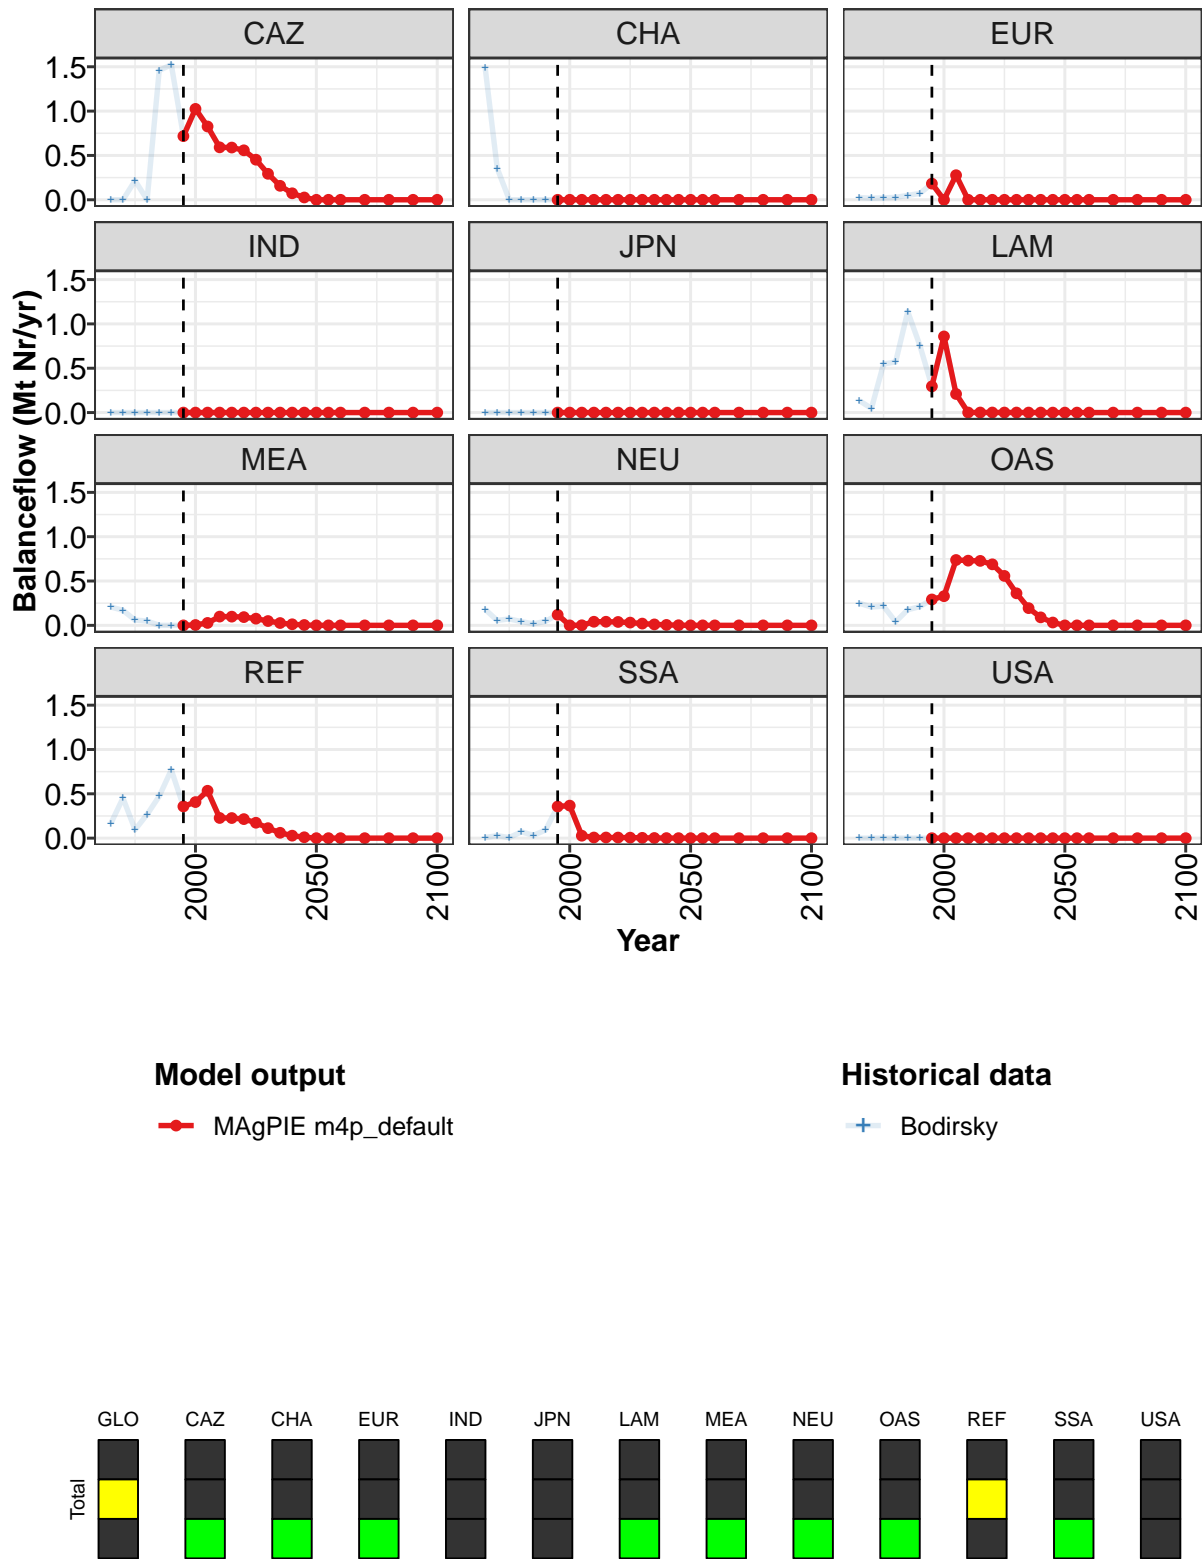 CAZ CHA EUR
1.5
1.0
0.5
0.0
IND JPN LAM
1.5
1.0
0.5
0.0
MEA NEU OAS
1.5
1.0
0.5
0.0
REF SSA USA
1.5
1.0
0.5
0.0
2000 2050 2100 2000 2050 2100 2000 2050 2100
Balanceflow (Mt Nr/yr)
Year
Model output Historical data
MAgPIE m4p_default Bodirsky
GLO CAZ CHA EUR IND JPN LAM MEA NEU OAS REF SSA USA
Total